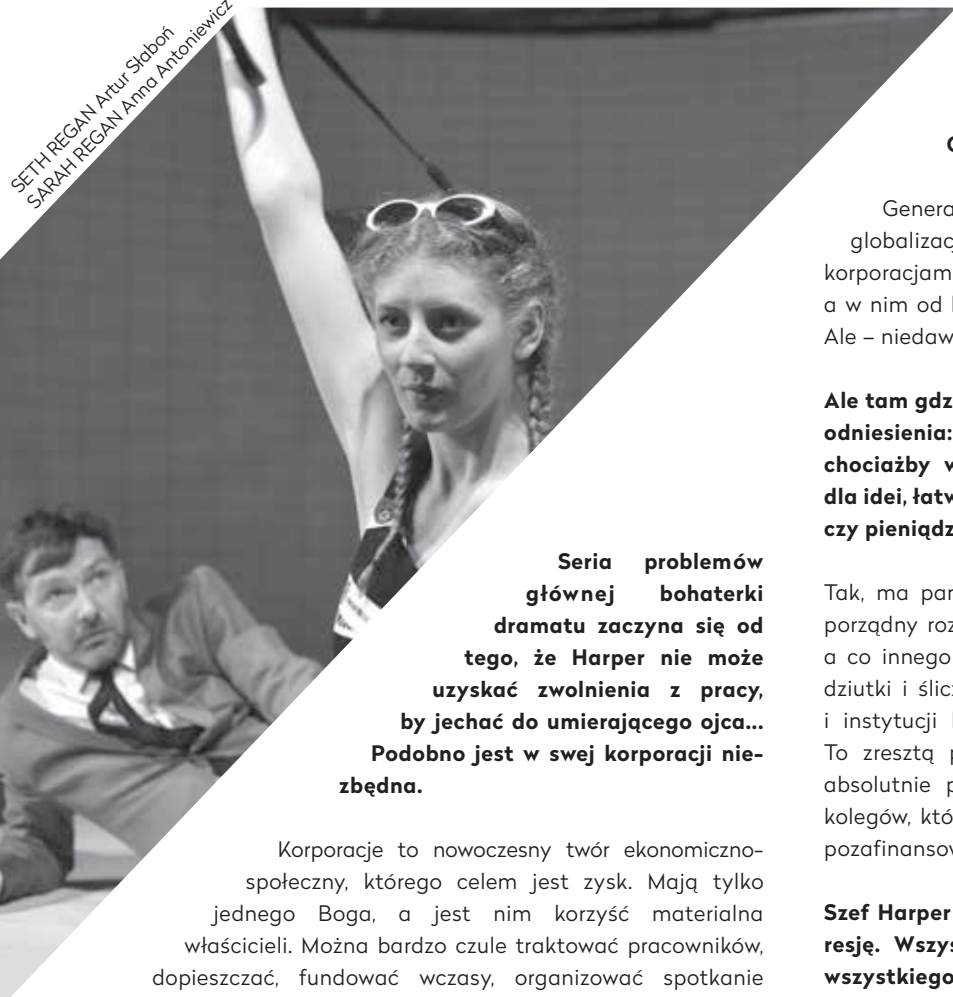 SETH REGAN Artur Słaboń
SARAH REGAN Anna Antoniewicz
Seria problemów
głównej bohaterki
dramatu zaczyna się od
tego, że Harper nie może
uzyskać zwolnienia z pracy,
by jechać do umierającego ojca...
Podobno jest w swej korporacji nie-
zbędna.
Korporacje to nowoczesny twór ekonomiczno-
społeczny, którego celem jest zysk. Mają tylko
jednego Boga, a jest nim korzyść materialna
właścicieli. Można bardzo czule traktować pracowników,
dopieszczać, fundować wczasy, organizować spotkanie
Genera
globalizac
korporacjam
a w nim od
Ale – niedaw
Ale tam gdz
odniesienia:
chociażby w
dla idei, łatw
czy pieniądz
Tak, ma par
porządny roz
a co innego
dziutki i ślicz
i instytucji
To zresztą p
absolutnie p
kolegów, któ
pozafinansow
Szef Harper
resję. Wszys
wszystkiego